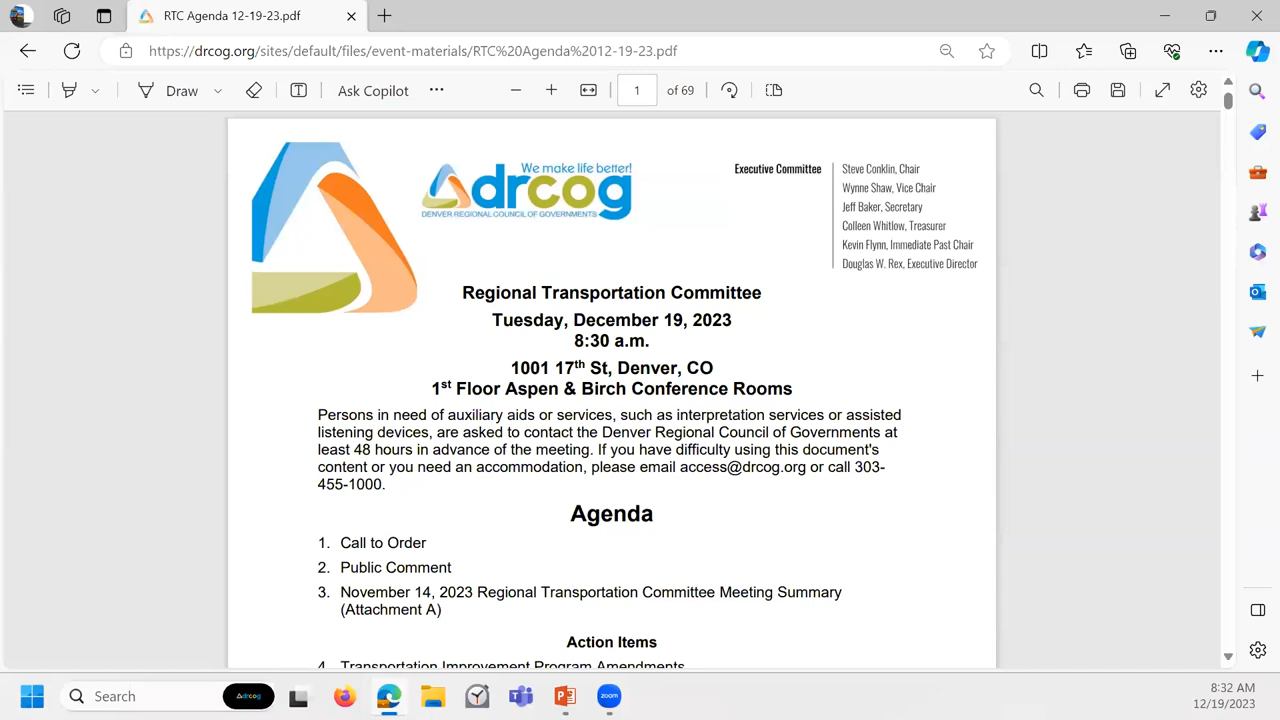 RTC Agenda 12-19-23.pdf
https://drcog.org/sites/default/files/event-materials/RTC%20Agenda%2012-19-23.pdf
Draw
Ask Copilot
1 of 69
We make life better!
drcog
DENVER REGIONAL COUNCIL OF GOVERNMENTS
Executive Committee
Steve Conklin, Chair
Wynne Shaw, Vice Chair
Jeff Baker, Secretary
Colleen Whitlow, Treasurer
Kevin Flynn, Immediate Past Chair
Douglas W. Rex, Executive Director
Regional Transportation Committee
Tuesday, December 19, 2023
8:30 a.m.
1001 17th St, Denver, CO
1st Floor Aspen & Birch Conference Rooms
Persons in need of auxiliary aids or services, such as interpretation services or assisted
listening devices, are asked to contact the Denver Regional Council of Governments at
least 48 hours in advance of the meeting. If you have difficulty using this document's
content or you need an accommodation, please email access@drcog.org or call 303-
455-1000.
Agenda
1. Call to Order
2. Public Comment
3. November 14, 2023 Regional Transportation Committee Meeting Summary
(Attachment A)
Action Items
4. Transportation Improvement Program Amendments
Search
drcog
zoom
8:32 AM
12/19/2023